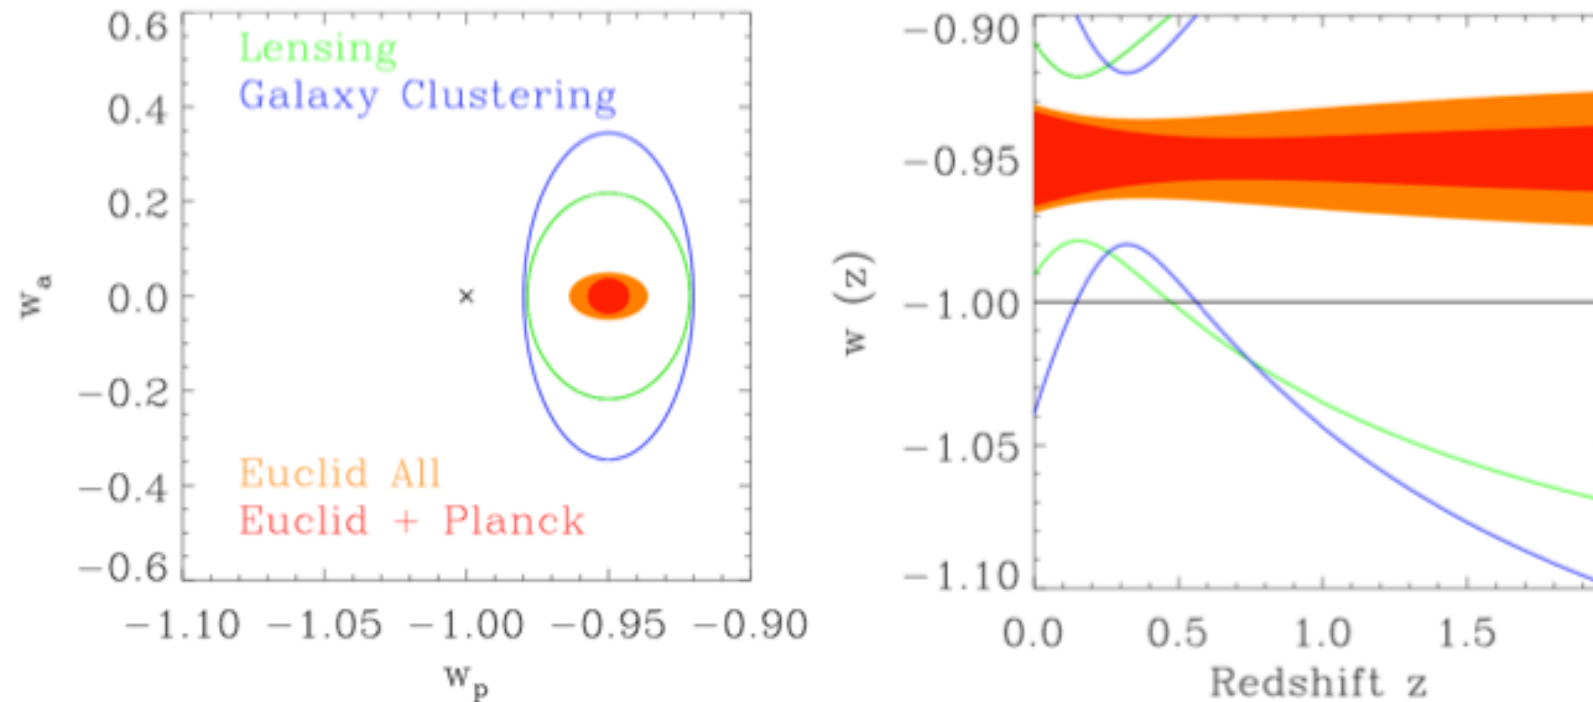 0.6
0.4
0.2
0.0
−0.2
−0.4
−0.6
w_a
Lensing
Galaxy Clustering
Euclid All
Euclid + Planck
−1.10 −1.05 −1.00 −0.95 −0.90
w_p
−0.90
−0.95
−1.00
−1.05
−1.10
w (z)
0.0 0.5 1.0 1.5
Redshift z